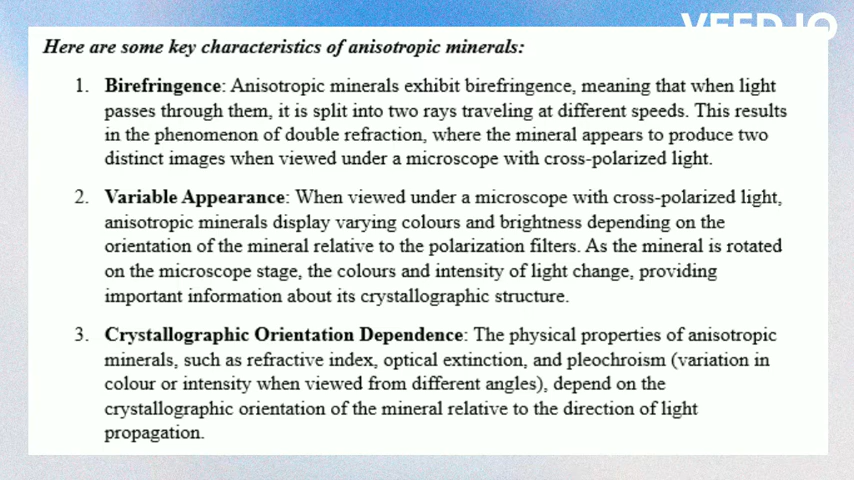 VEED.IO
Here are some key characteristics of anisotropic minerals:
1. Birefringence: Anisotropic minerals exhibit birefringence, meaning that when light
passes through them, it is split into two rays traveling at different speeds. This results
in the phenomenon of double refraction, where the mineral appears to produce two
distinct images when viewed under a microscope with cross-polarized light.
2. Variable Appearance: When viewed under a microscope with cross-polarized light,
anisotropic minerals display varying colours and brightness depending on the
orientation of the mineral relative to the polarization filters. As the mineral is rotated
on the microscope stage, the colours and intensity of light change, providing
important information about its crystallographic structure.
3. Crystallographic Orientation Dependence: The physical properties of anisotropic
minerals, such as refractive index, optical extinction, and pleochroism (variation in
colour or intensity when viewed from different angles), depend on the
crystallographic orientation of the mineral relative to the direction of light
propagation.